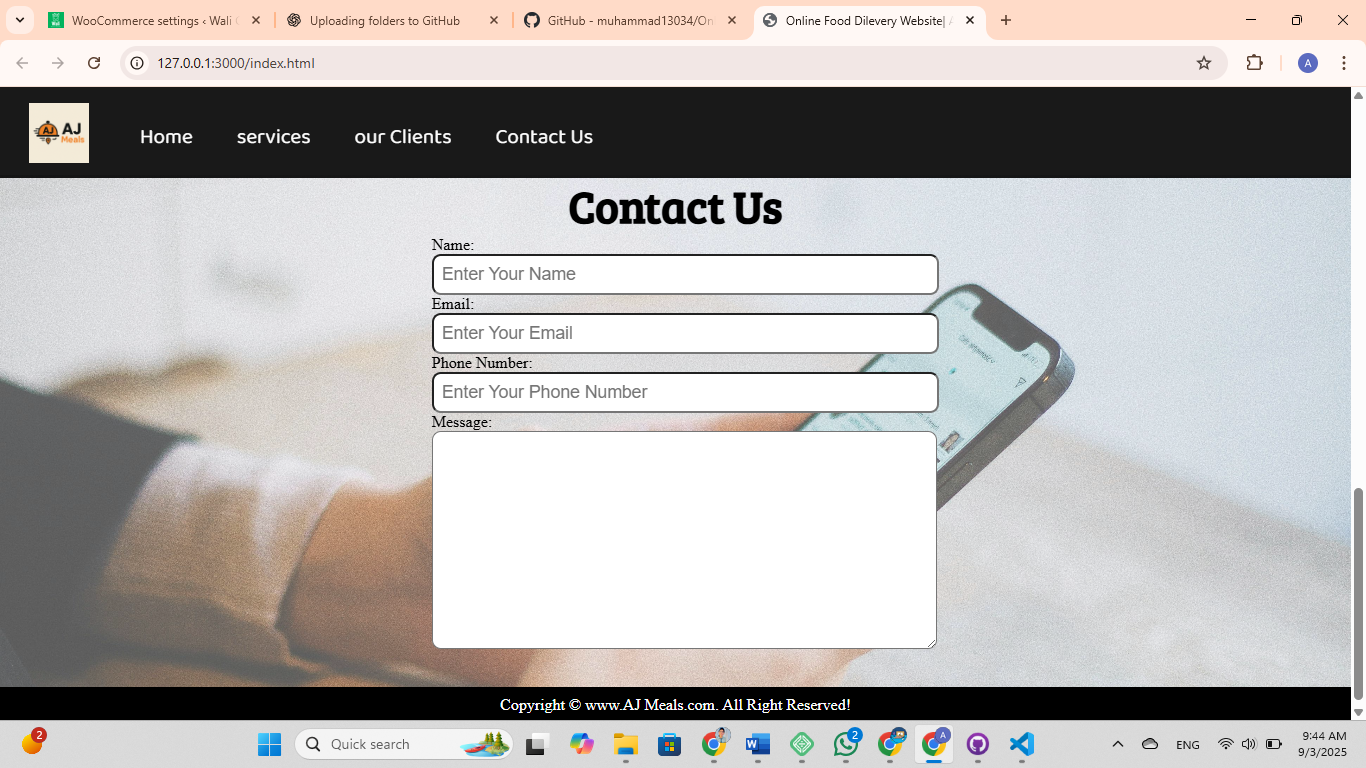 WooCommerce settings ‹ Wali
Uploading folders to GitHub
GitHub - muhammad13034/On
Online Food Dilevery Website|
127.0.0.1:3000/index.html
A
AJ
Meals
Home
services
our Clients
Contact Us
Contact Us
Name:
Enter Your Name
Email:
Enter Your Email
Phone Number:
Enter Your Phone Number
Message:
Copyright © www.AJ Meals.com. All Right Reserved!
2
Quick search
2
A
ENG
9:44 AM
9/3/2025